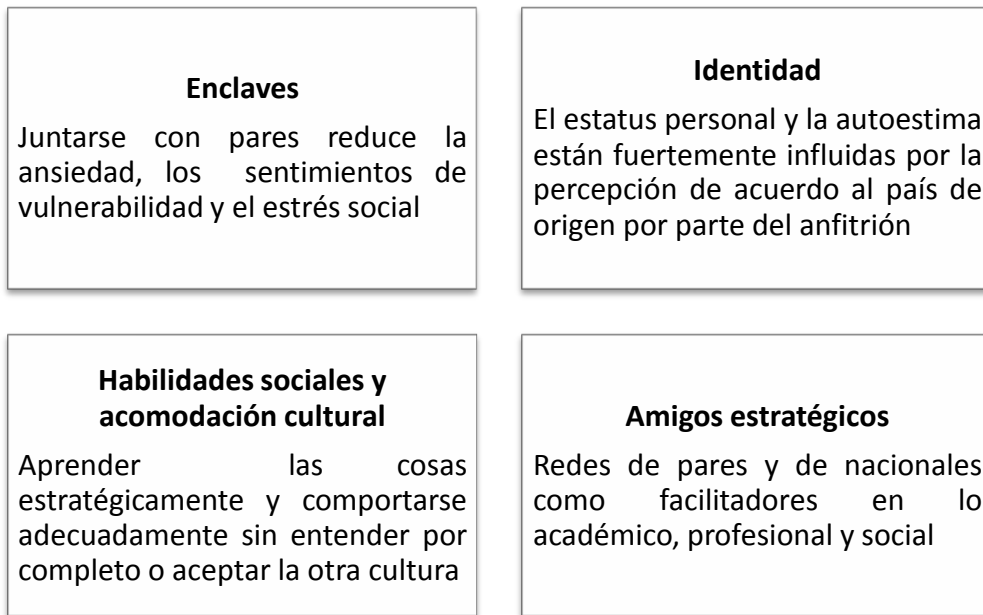 Enclaves
Juntarse con pares reduce la
ansiedad, los sentimientos de
vulnerabilidad y el estrés social
Identidad
El estatus personal y la autoestima
están fuertemente influidas por la
percepción de acuerdo al país de
origen por parte del anfitrión
Habilidades sociales y
acomodación cultural
Aprender las cosas
estratégicamente y comportarse
adecuadamente sin entender por
completo o aceptar la otra cultura
Amigos estratégicos
Redes de pares y de nacionales
como facilitadores en lo
académico, profesional y social